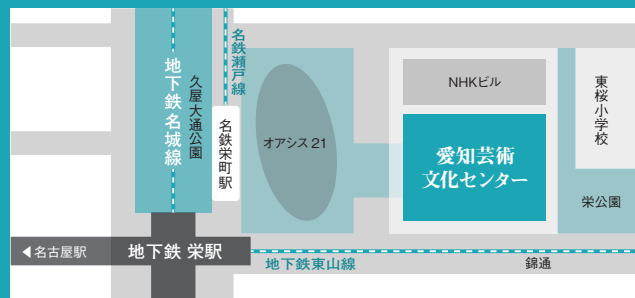 名鉄瀬戸線
地下鉄名城線
久屋大通公園
名鉄栄町駅
オアシス21
NHKビル
愛知芸術
文化センター
東桜小学校
栄公園
◀名古屋駅
地下鉄 栄駅
地下鉄東山線
錦通